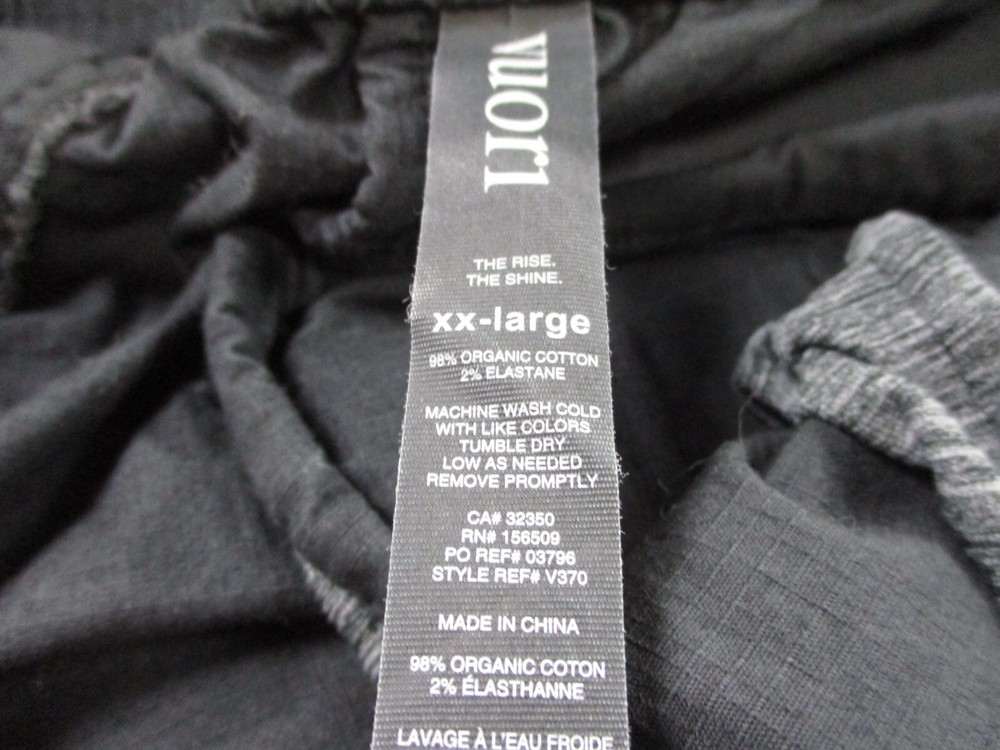 vuori
THE RISE.
THE SHINE.
xx-large
98% ORGANIC COTTON
2% ELASTANE
MACHINE WASH COLD
WITH LIKE COLORS
TUMBLE DRY
LOW AS NEEDED
REMOVE PROMPTLY
CA# 32350
RN# 156509
PO REF# 03796
STYLE REF# V370
MADE IN CHINA
98% ORGANIC COTON
2% ÉLASTHANNE
LAVAGE À L'EAU FROIDE